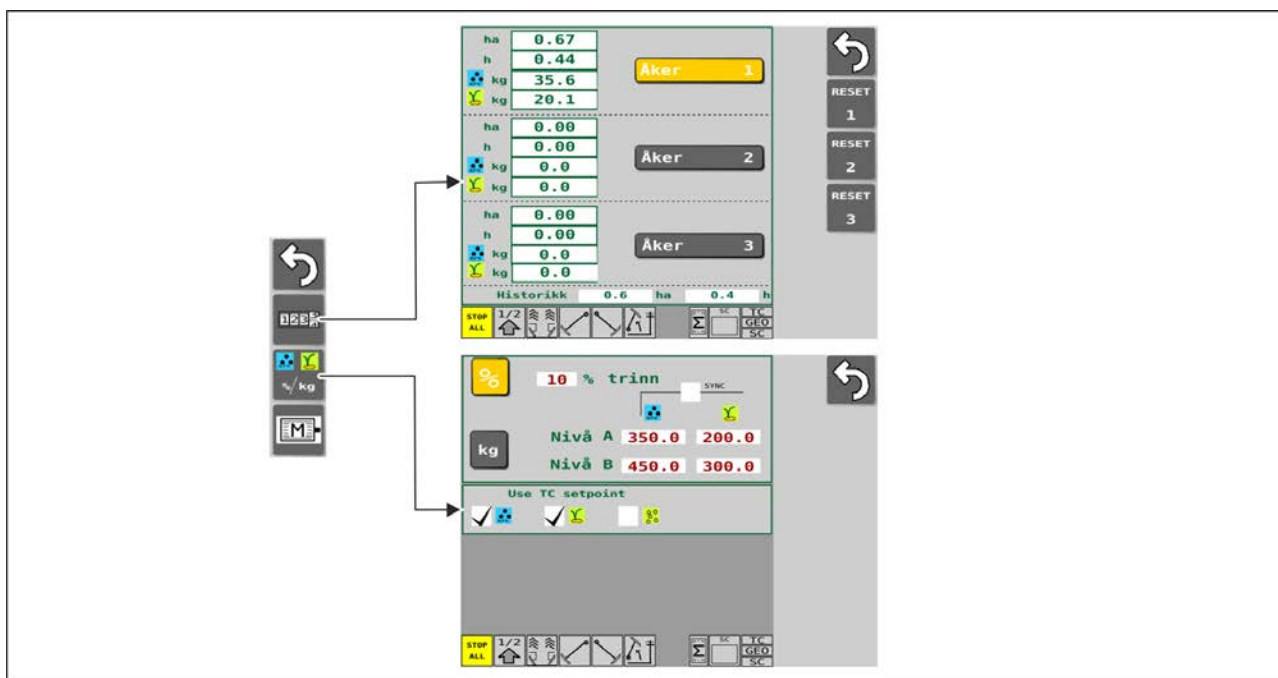 ha 0.67
h 0.44
kg 35.6
kg 20.1
Åker 1
ha 0.00
h 0.00
kg 0.0
kg 0.0
Åker 2
ha 0.00
h 0.00
kg 0.0
kg 0.0
Åker 3
Historikk 0.6 ha 0.4 h
STOP ALL 1/2 Σ SC TC GEO SC
RESET 1
RESET 2
RESET 3
123
%/kg
M
% 10 % trinn SYNC
kg
Nivå A 350.0 200.0
Nivå B 450.0 300.0
Use TC setpoint
STOP ALL 1/2 Σ SC TC GEO SC